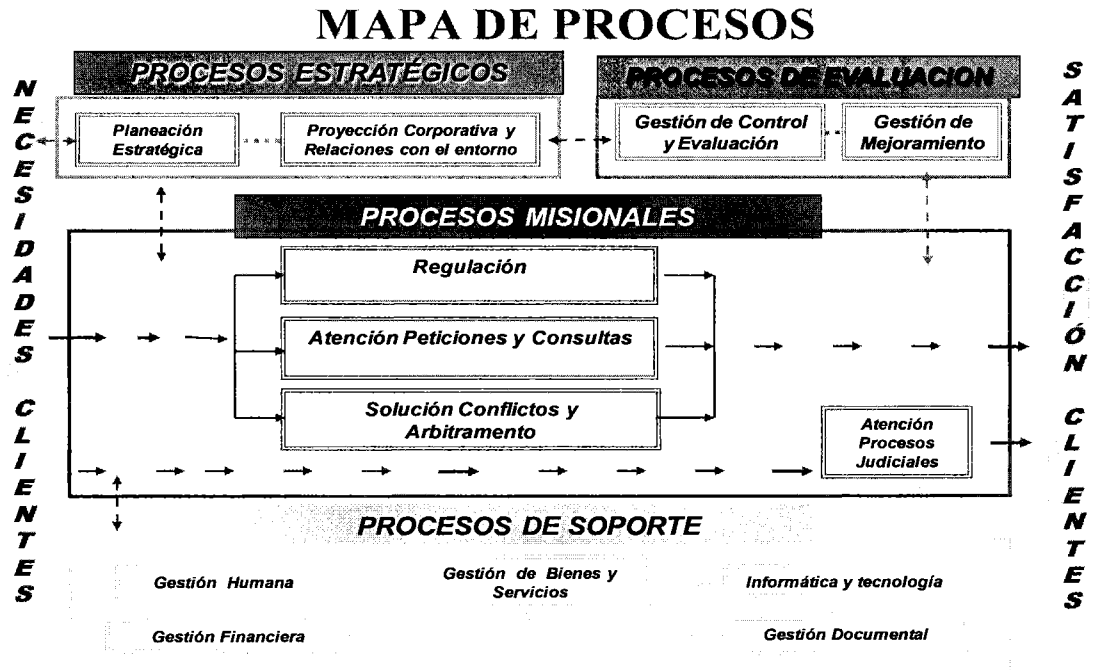 MAPA DE PROCESOS
PROCESOS ESTRATÉGICOS
PROCESOS DE EVALUACION
NECESIDADES CLIENTES
Planeación
Estratégica
Proyección Corporativa y
Relaciones con el entorno
Gestión de Control
y Evaluación
Gestión de
Mejoramiento
SATISFACCIÓN CLIENTES
PROCESOS MISIONALES
Regulación
Atención Peticiones y Consultas
Solución Conflictos y
Arbitramento
Atención
Procesos
Judiciales
PROCESOS DE SOPORTE
Gestión Humana
Gestión de Bienes y
Servicios
Informática y tecnología
Gestión Financiera
Gestión Documental